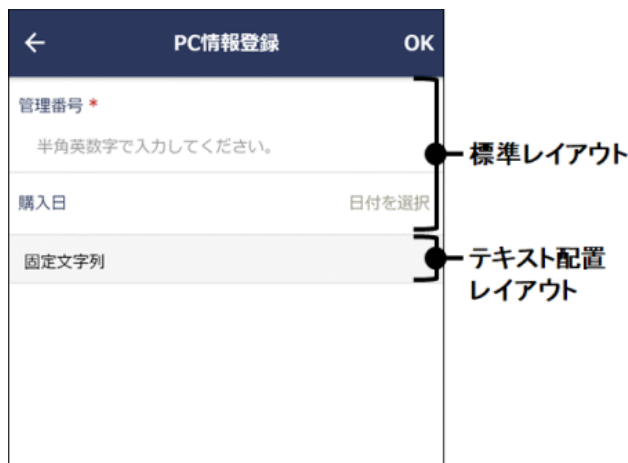 ← PC情報登録 OK
管理番号 *
半角英数字で入力してください。
標準レイアウト
購入日 日付を選択
固定文字列
テキスト配置
レイアウト